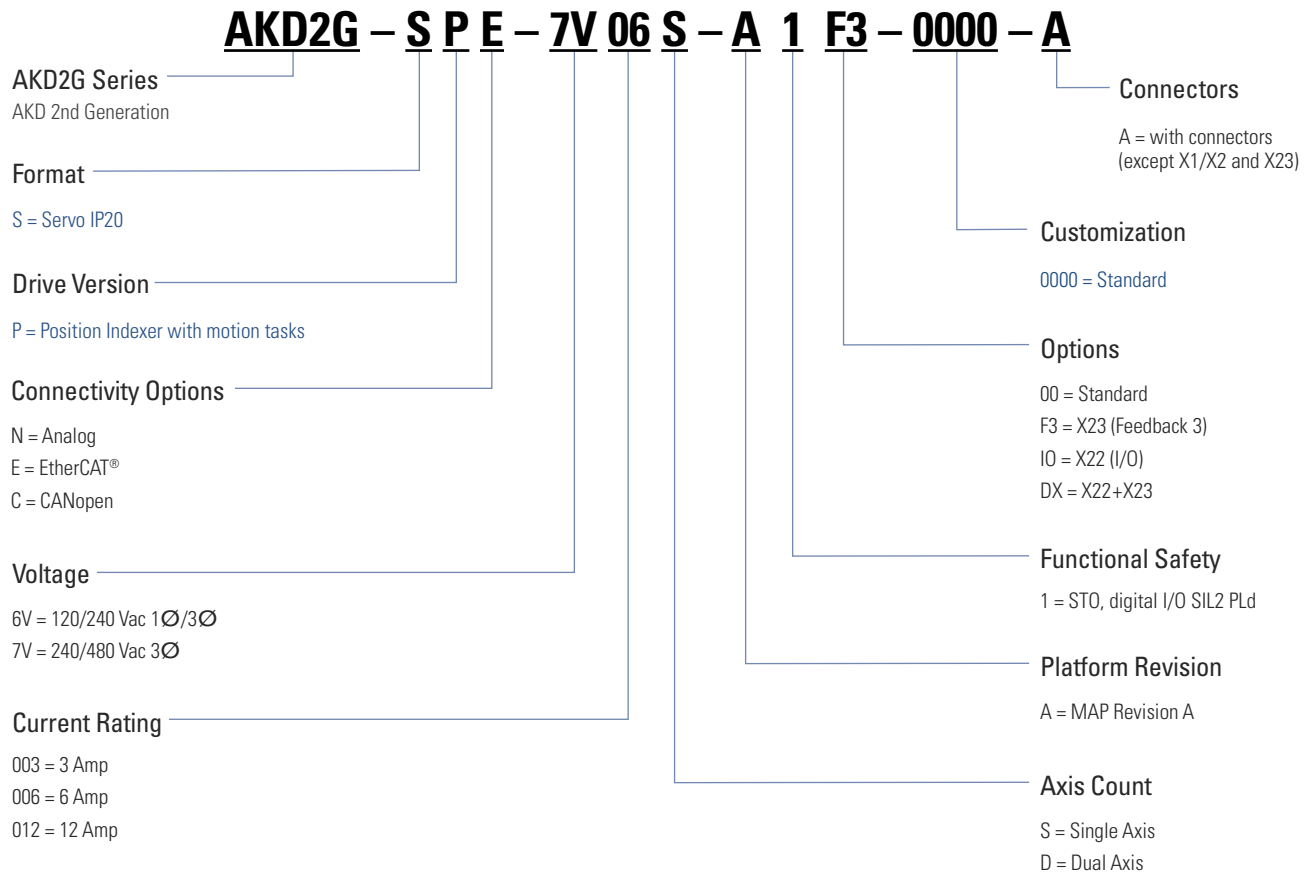 AKD2G – S P E – 7V 06 S – A 1 F3 – 0000 – A
AKD2G Series
AKD 2nd Generation
Format
S = Servo IP20
Drive Version
P = Position Indexer with motion tasks
Connectivity Options
N = Analog
E = EtherCAT®
C = CANopen
Voltage
6V = 120/240 Vac 1Ø/3Ø
7V = 240/480 Vac 3Ø
Current Rating
003 = 3 Amp
006 = 6 Amp
012 = 12 Amp
Connectors
A = with connectors
(except X1/X2 and X23)
Customization
0000 = Standard
Options
00 = Standard
F3 = X23 (Feedback 3)
IO = X22 (I/O)
DX = X22+X23
Functional Safety
1 = STO, digital I/O SIL2 PLd
Platform Revision
A = MAP Revision A
Axis Count
S = Single Axis
D = Dual Axis